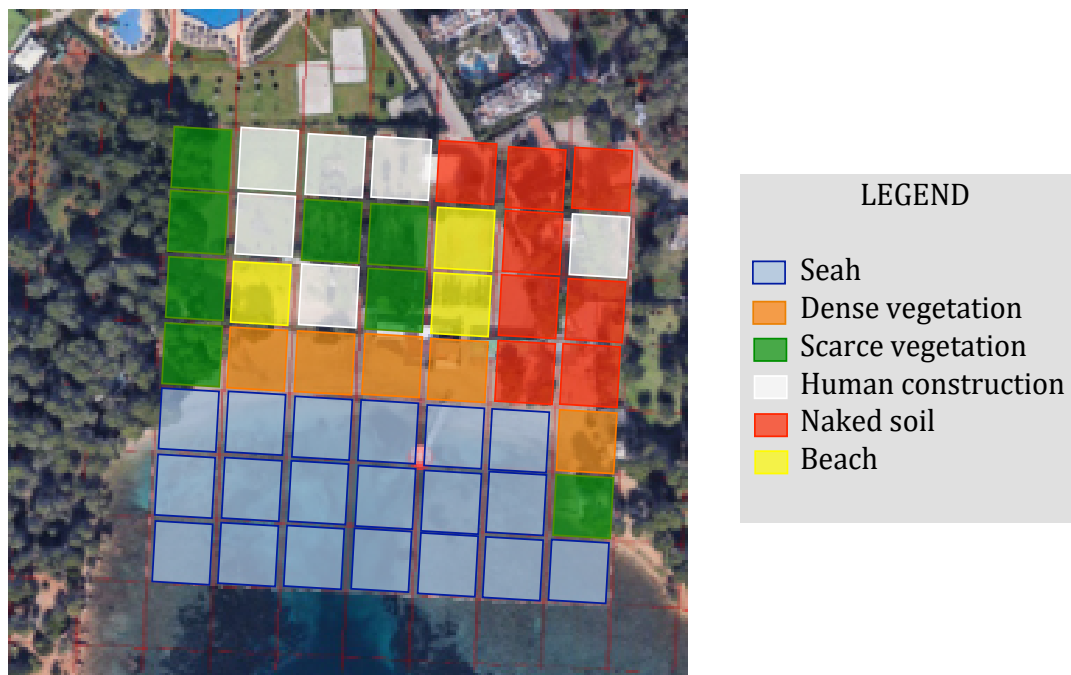 LEGEND
Seah
Dense vegetation
Scarce vegetation
Human construction
Naked soil
Beach